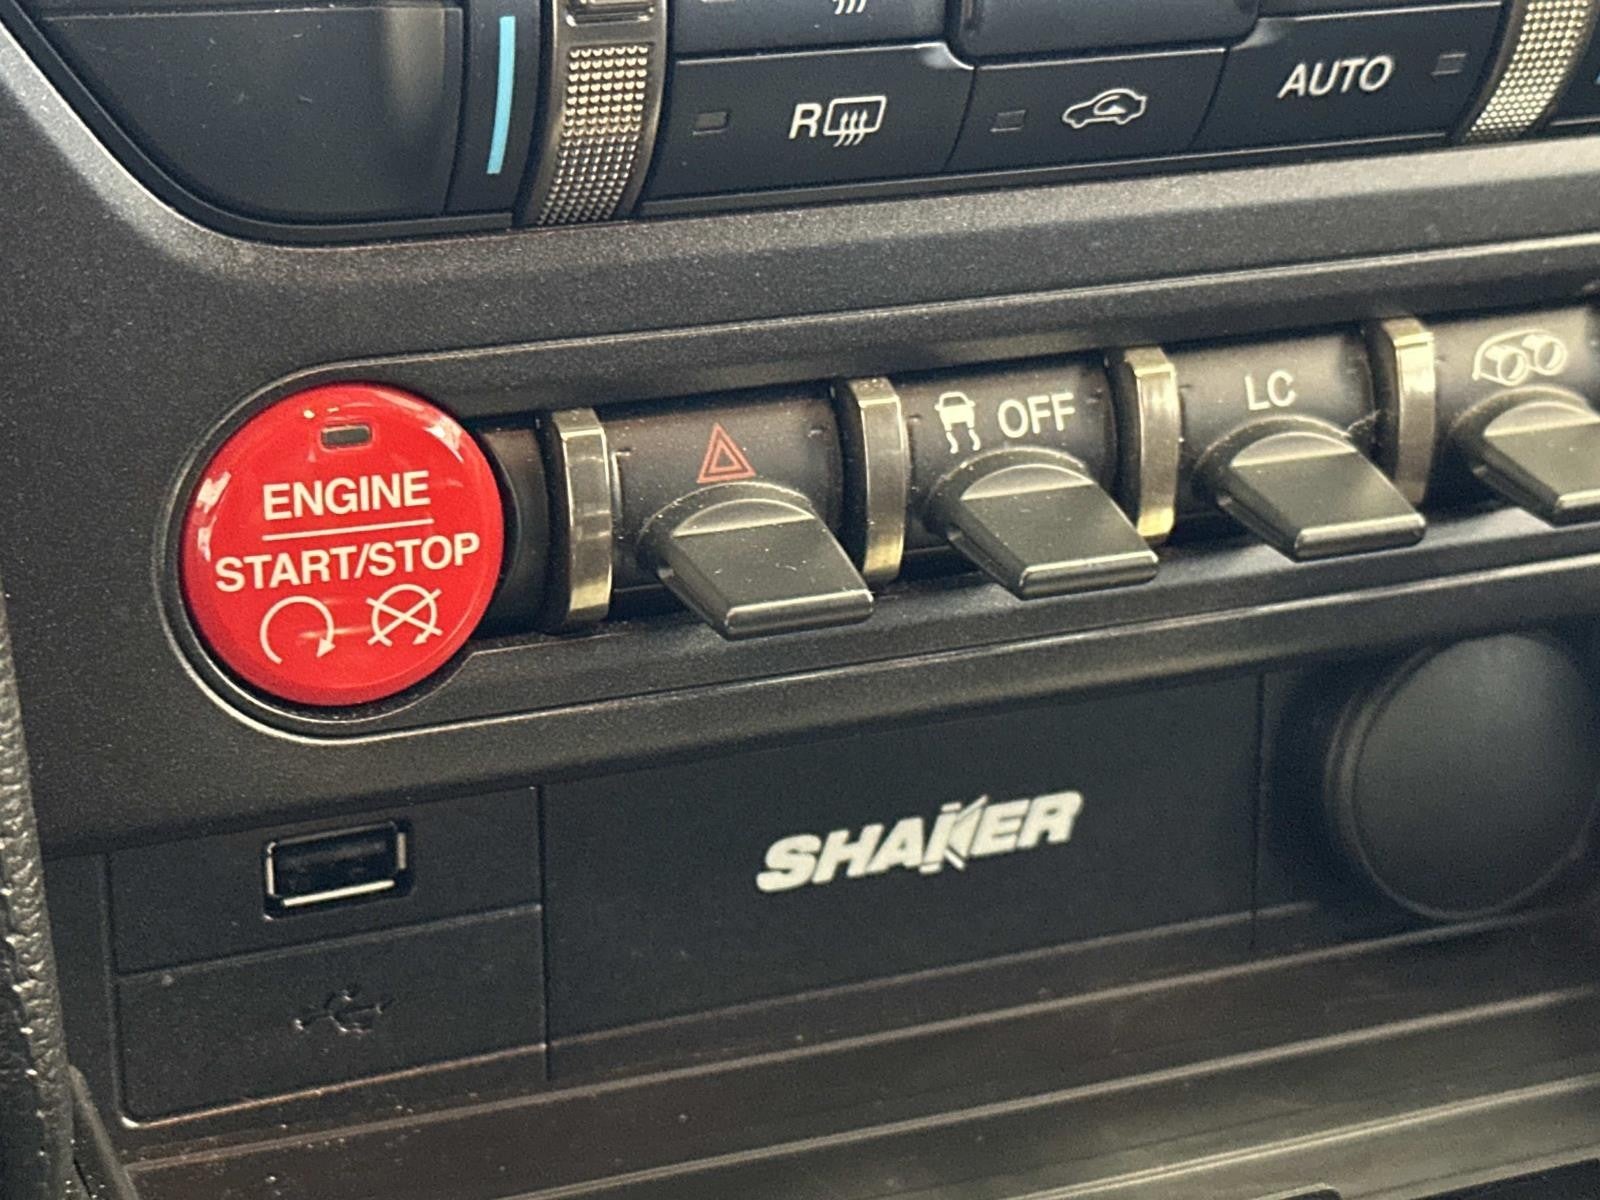 R
AUTO
ENGINE
START/STOP
OFF
LC
SHAKER